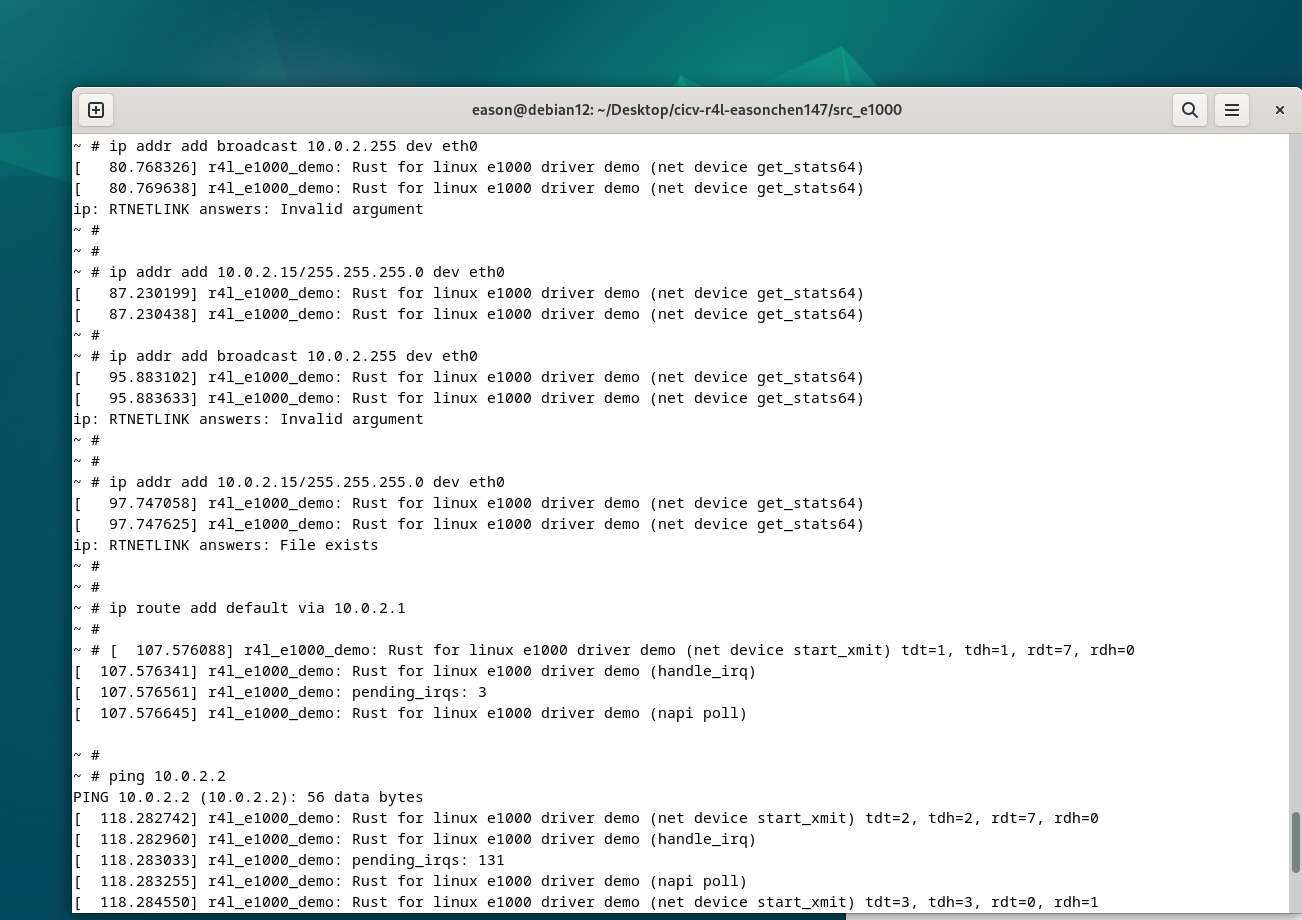 eason@debian12: ~/Desktop/cicv-r4l-easonchen147/src_e1000
~ # ip addr add broadcast 10.0.2.255 dev eth0
[   80.768326] r4l_e1000_demo: Rust for linux e1000 driver demo (net device get_stats64)
[   80.769638] r4l_e1000_demo: Rust for linux e1000 driver demo (net device get_stats64)
ip: RTNETLINK answers: Invalid argument
~ #
~ #
~ # ip addr add 10.0.2.15/255.255.255.0 dev eth0
[   87.230199] r4l_e1000_demo: Rust for linux e1000 driver demo (net device get_stats64)
[   87.230438] r4l_e1000_demo: Rust for linux e1000 driver demo (net device get_stats64)
~ #
~ # ip addr add broadcast 10.0.2.255 dev eth0
[   95.883102] r4l_e1000_demo: Rust for linux e1000 driver demo (net device get_stats64)
[   95.883633] r4l_e1000_demo: Rust for linux e1000 driver demo (net device get_stats64)
ip: RTNETLINK answers: Invalid argument
~ #
~ #
~ # ip addr add 10.0.2.15/255.255.255.0 dev eth0
[   97.747058] r4l_e1000_demo: Rust for linux e1000 driver demo (net device get_stats64)
[   97.747625] r4l_e1000_demo: Rust for linux e1000 driver demo (net device get_stats64)
ip: RTNETLINK answers: File exists
~ #
~ #
~ # ip route add default via 10.0.2.1
~ #
~ # [  107.576088] r4l_e1000_demo: Rust for linux e1000 driver demo (net device start_xmit) tdt=1, tdh=1, rdt=7, rdh=0
[  107.576341] r4l_e1000_demo: Rust for linux e1000 driver demo (handle_irq)
[  107.576561] r4l_e1000_demo: pending_irqs: 3
[  107.576645] r4l_e1000_demo: Rust for linux e1000 driver demo (napi poll)
~ #
~ # ping 10.0.2.2
PING 10.0.2.2 (10.0.2.2): 56 data bytes
[  118.282742] r4l_e1000_demo: Rust for linux e1000 driver demo (net device start_xmit) tdt=2, tdh=2, rdt=7, rdh=0
[  118.282960] r4l_e1000_demo: Rust for linux e1000 driver demo (handle_irq)
[  118.283033] r4l_e1000_demo: pending_irqs: 131
[  118.283255] r4l_e1000_demo: Rust for linux e1000 driver demo (napi poll)
[  118.284550] r4l_e1000_demo: Rust for linux e1000 driver demo (net device start_xmit) tdt=3, tdh=3, rdt=0, rdh=1